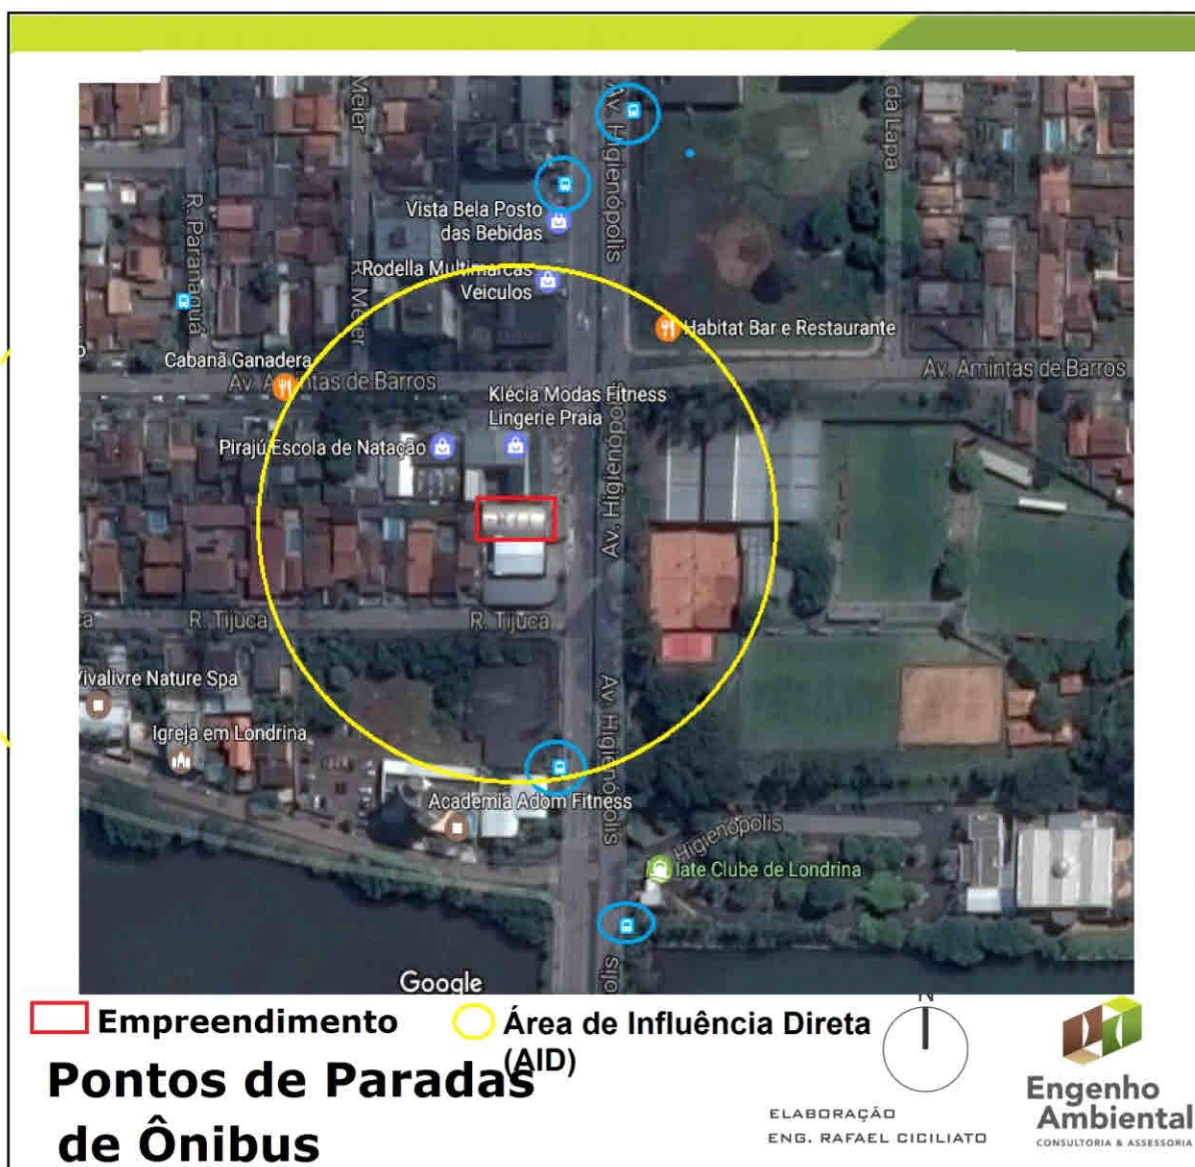 Meier
Av. Higienópolis
da Lapa
R. Paranaguá
Vista Bela Posto
das Bebidas
R. Meier
Rodella Multimarcas
Veiculos
Habitat Bar e Restaurante
Cabanã Ganadera
Av. Amintas de Barros
Av. Amintas de Barros
Klécia Modas Fitness
Lingerie Praia
Pirajú Escola de Natação
Av. Higienópolis
R. Tijuca
R. Tijuca
Vivalivre Nature Spa
Av. Higienópolis
Igreja em Londrina
Academia Adom Fitness
Higienópolis
Iate Clube de Londrina
Google
Empreendimento
Área de Influência Direta
(AID)
N
Pontos de Paradas
de Ônibus
ELABORAÇÃO
ENG. RAFAEL CICILIATO
Engenho
Ambiental
CONSULTORIA & ASSESSORIA